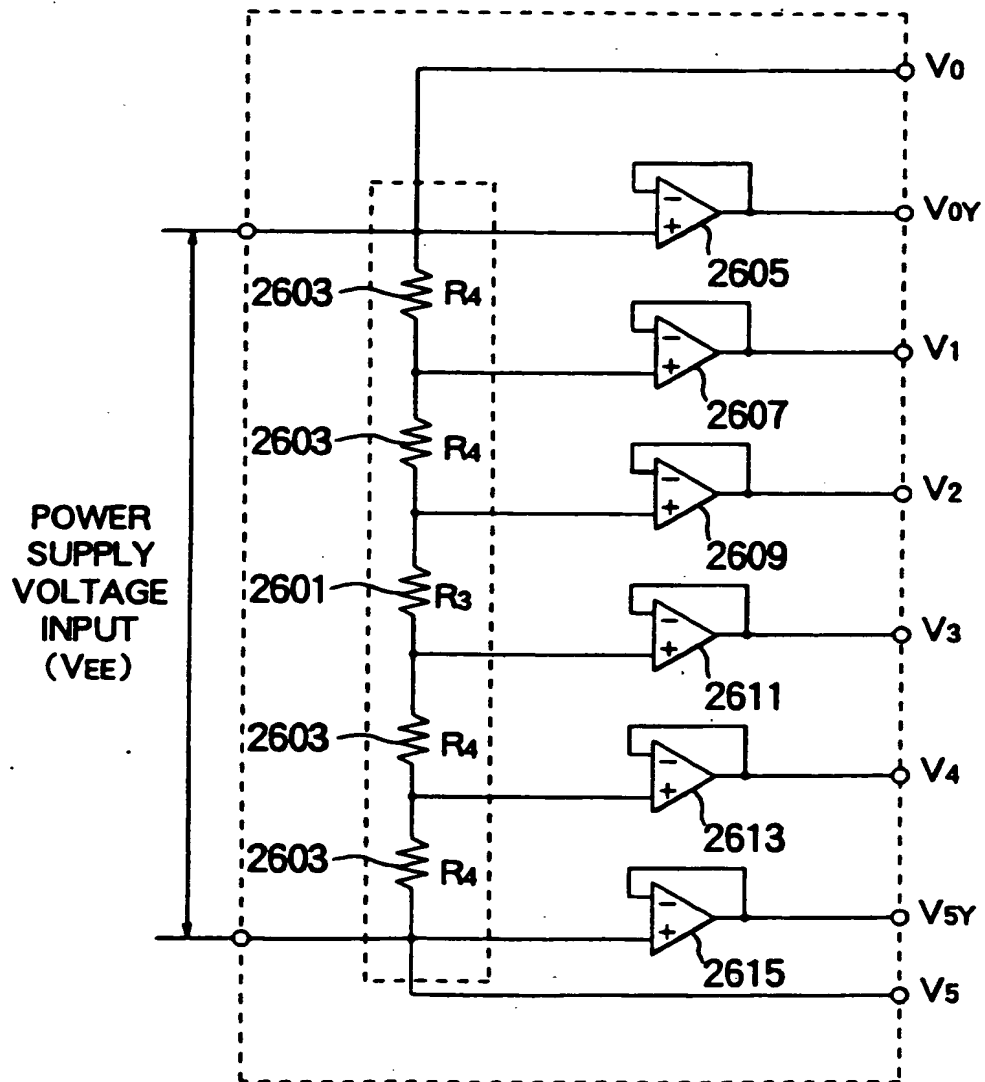 V0
V0Y
2605
2603 R4
V1
2607
2603 R4
V2
2609
POWER
SUPPLY
VOLTAGE
INPUT
(VEE)
2601 R3
V3
2611
2603 R4
V4
2613
2603 R4
V5Y
2615
V5
- +
- +
- +
- +
- +
- +